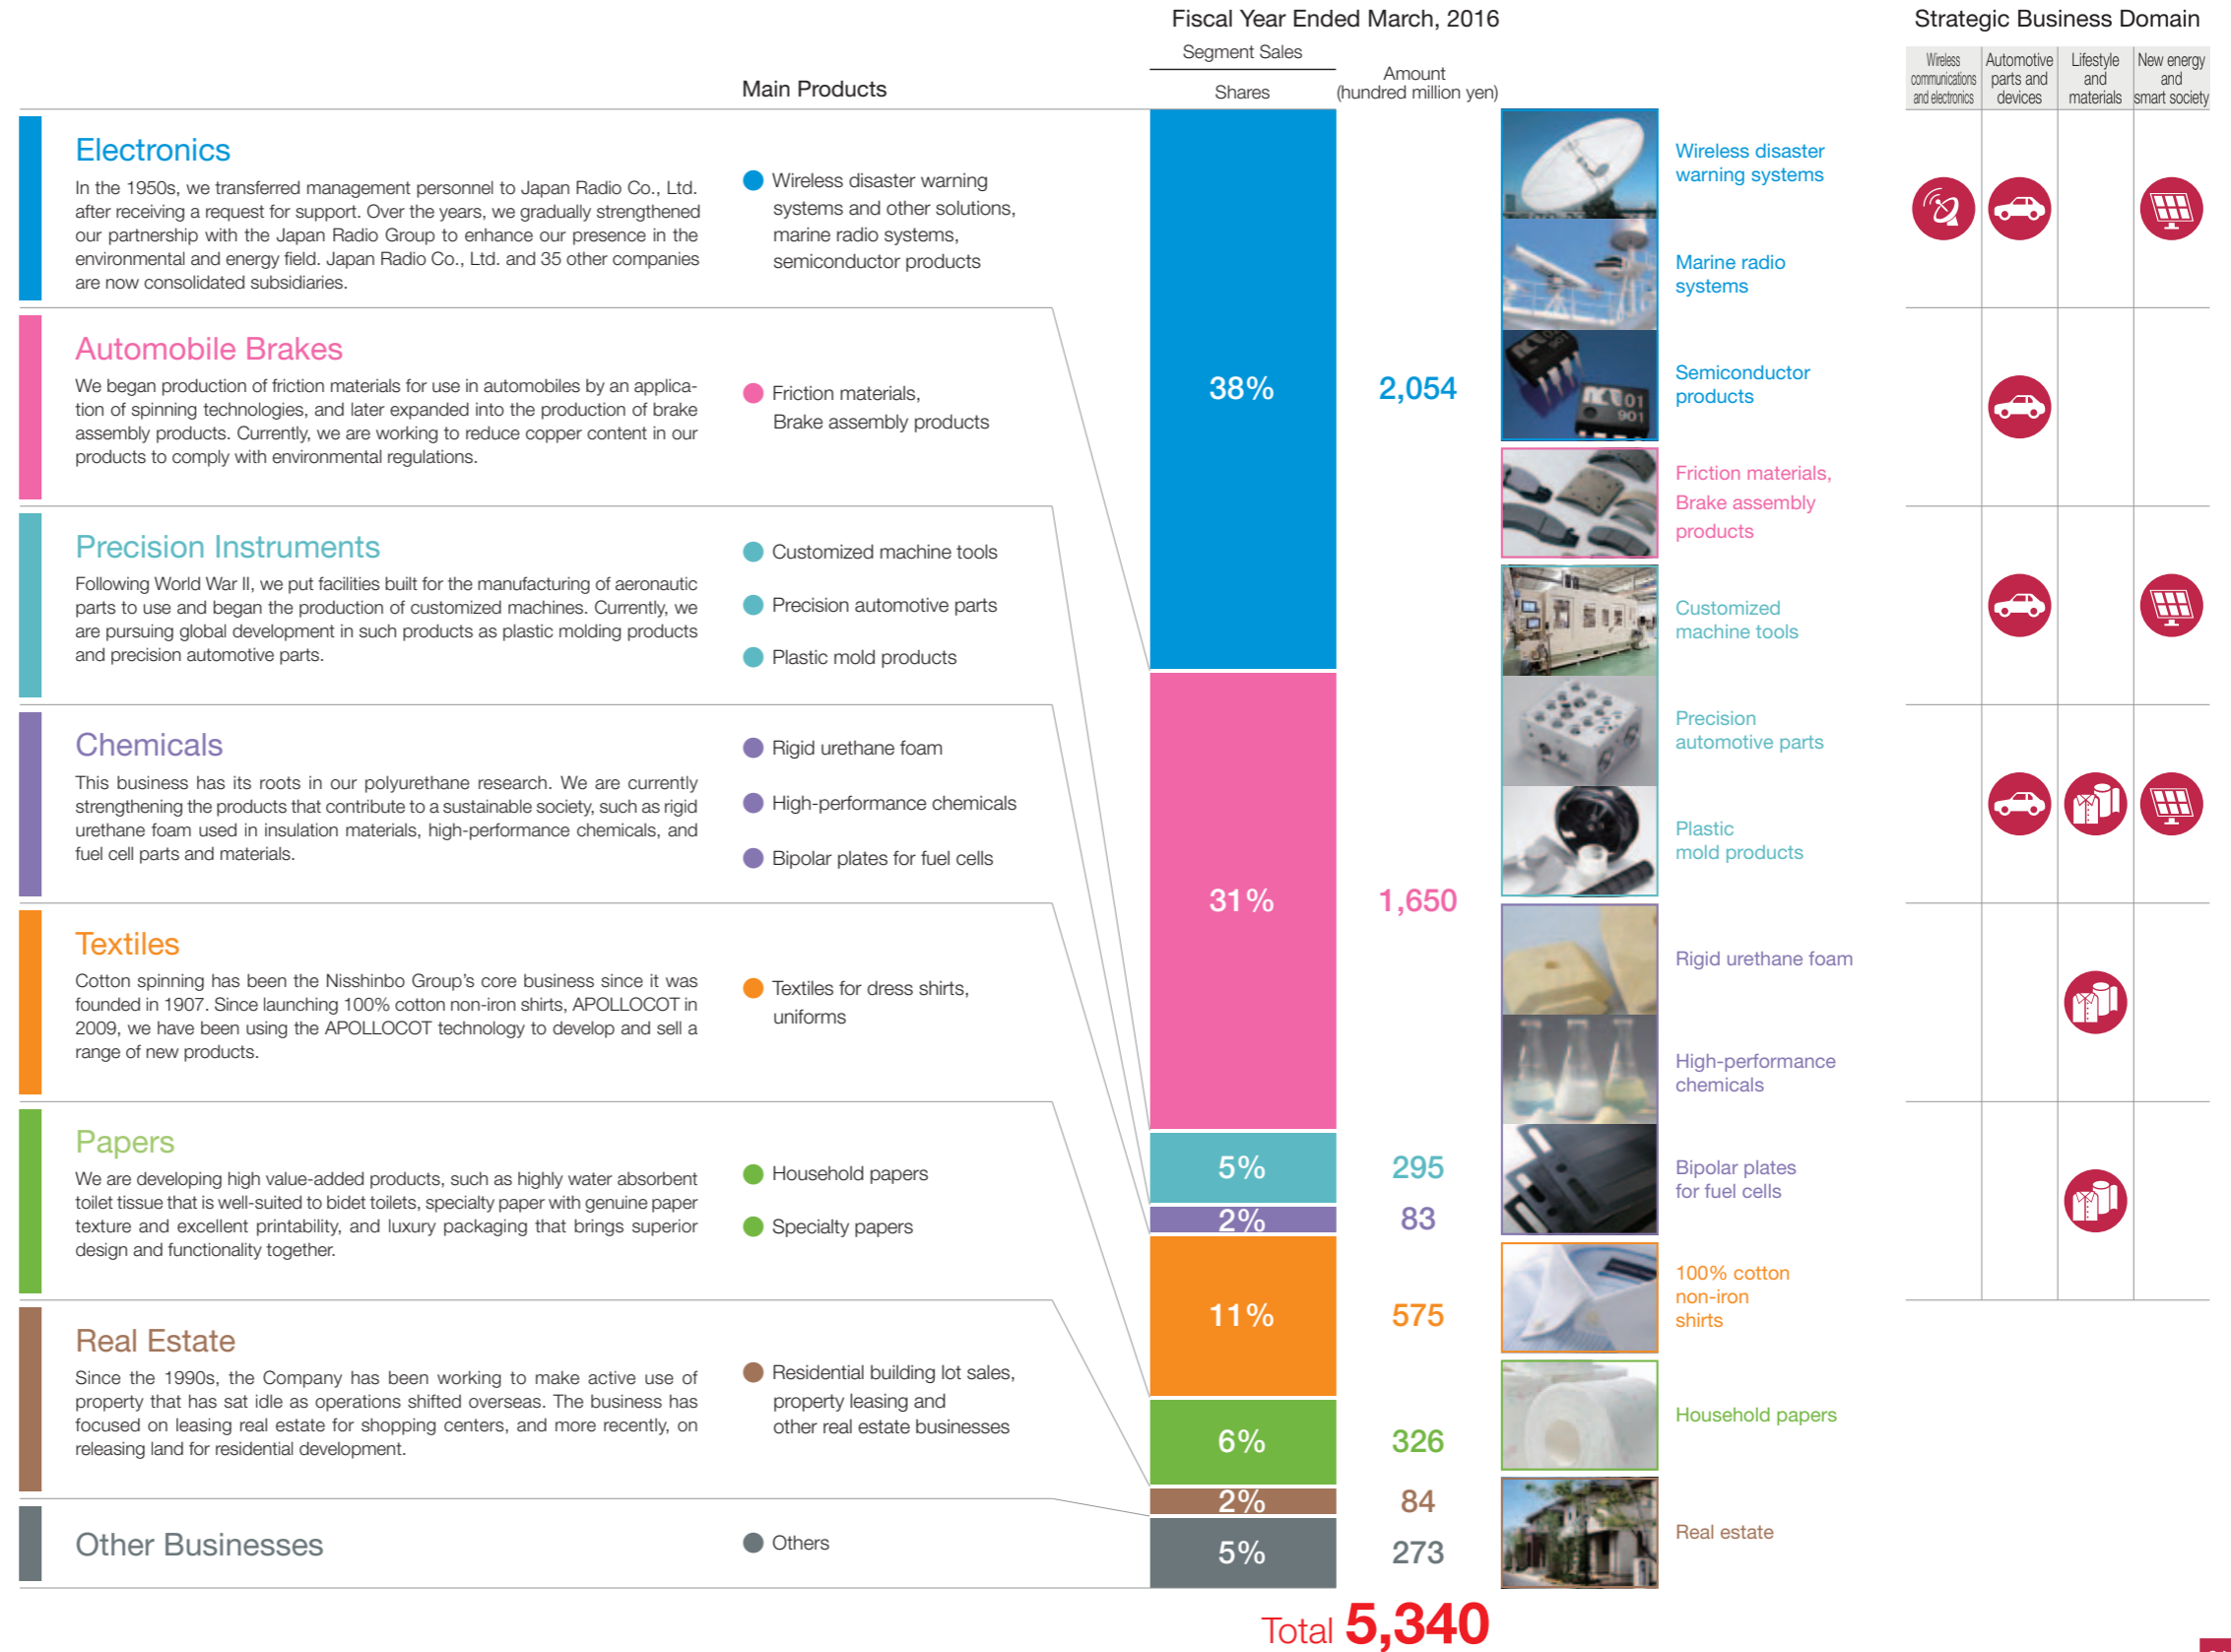 Fiscal Year Ended March, 2016
Strategic Business Domain
Main Products
Segment Sales
Shares
Amount
(hundred million yen)
Wireless
communications
and electronics
Automotive
parts and
devices
Lifestyle
and
materials
New energy
and
smart society
Electronics
In the 1950s, we transferred management personnel to Japan Radio Co., Ltd.
after receiving a request for support. Over the years, we gradually strengthened
our partnership with the Japan Radio Group to enhance our presence in the
environmental and energy field. Japan Radio Co., Ltd. and 35 other companies
are now consolidated subsidiaries.
Wireless disaster warning
systems and other solutions,
marine radio systems,
semiconductor products
Automobile Brakes
We began production of friction materials for use in automobiles by an applica-
tion of spinning technologies, and later expanded into the production of brake
assembly products. Currently, we are working to reduce copper content in our
products to comply with environmental regulations.
Friction materials,
Brake assembly products
Precision Instruments
Following World War II, we put facilities built for the manufacturing of aeronautic
parts to use and began the production of customized machines. Currently, we
are pursuing global development in such products as plastic molding products
and precision automotive parts.
Customized machine tools
Precision automotive parts
Plastic mold products
Chemicals
This business has its roots in our polyurethane research. We are currently
strengthening the products that contribute to a sustainable society, such as rigid
urethane foam used in insulation materials, high-performance chemicals, and
fuel cell parts and materials.
Rigid urethane foam
High-performance chemicals
Bipolar plates for fuel cells
Textiles
Cotton spinning has been the Nisshinbo Group's core business since it was
founded in 1907. Since launching 100% cotton non-iron shirts, APOLLOCOT in
2009, we have been using the APOLLOCOT technology to develop and sell a
range of new products.
Textiles for dress shirts,
uniforms
Papers
We are developing high value-added products, such as highly water absorbent
toilet tissue that is well-suited to bidet toilets, specialty paper with genuine paper
texture and excellent printability, and luxury packaging that brings superior
design and functionality together.
Household papers
Specialty papers
Real Estate
Since the 1990s, the Company has been working to make active use of
property that has sat idle as operations shifted overseas. The business has
focused on leasing real estate for shopping centers, and more recently, on
releasing land for residential development.
Residential building lot sales,
property leasing and
other real estate businesses
Other Businesses
Others
38% 2,054
31% 1,650
5% 295
2% 83
11% 575
6% 326
2% 84
5% 273
Total 5,340
01
901
Wireless disaster
warning systems
Marine radio
systems
Semiconductor
products
Friction materials,
Brake assembly
products
Customized
machine tools
Precision
automotive parts
Plastic
mold products
Rigid urethane foam
High-performance
chemicals
Bipolar plates
for fuel cells
100% cotton
non-iron
shirts
Household papers
Real estate